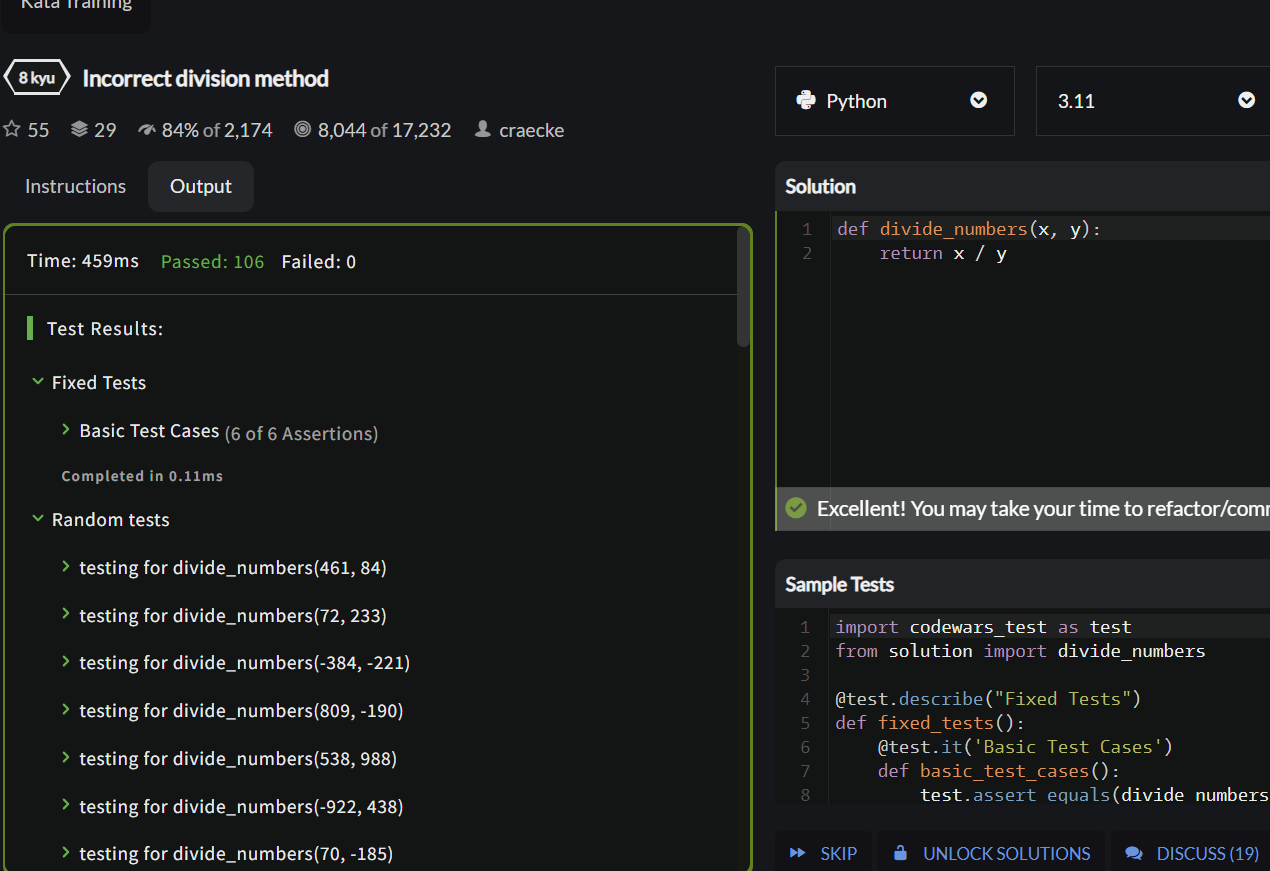 Kata Training
8 kyu Incorrect division method
55 29 84% of 2,174 8,044 of 17,232 craecke
Instructions Output
Time: 459ms Passed: 106 Failed: 0
Test Results:
Fixed Tests
Basic Test Cases (6 of 6 Assertions)
Completed in 0.11ms
Random tests
testing for divide_numbers(461, 84)
testing for divide_numbers(72, 233)
testing for divide_numbers(-384, -221)
testing for divide_numbers(809, -190)
testing for divide_numbers(538, 988)
testing for divide_numbers(-922, 438)
testing for divide_numbers(70, -185)
Python 3.11
Solution
1 def divide_numbers(x, y):
2 return x / y
Excellent! You may take your time to refactor/comm
Sample Tests
1 import codewars_test as test
2 from solution import divide_numbers
3
4 @test.describe("Fixed Tests")
5 def fixed_tests():
6 @test.it('Basic Test Cases')
7 def basic_test_cases():
8 test.assert_equals(divide_numbers
SKIP UNLOCK SOLUTIONS DISCUSS (19)